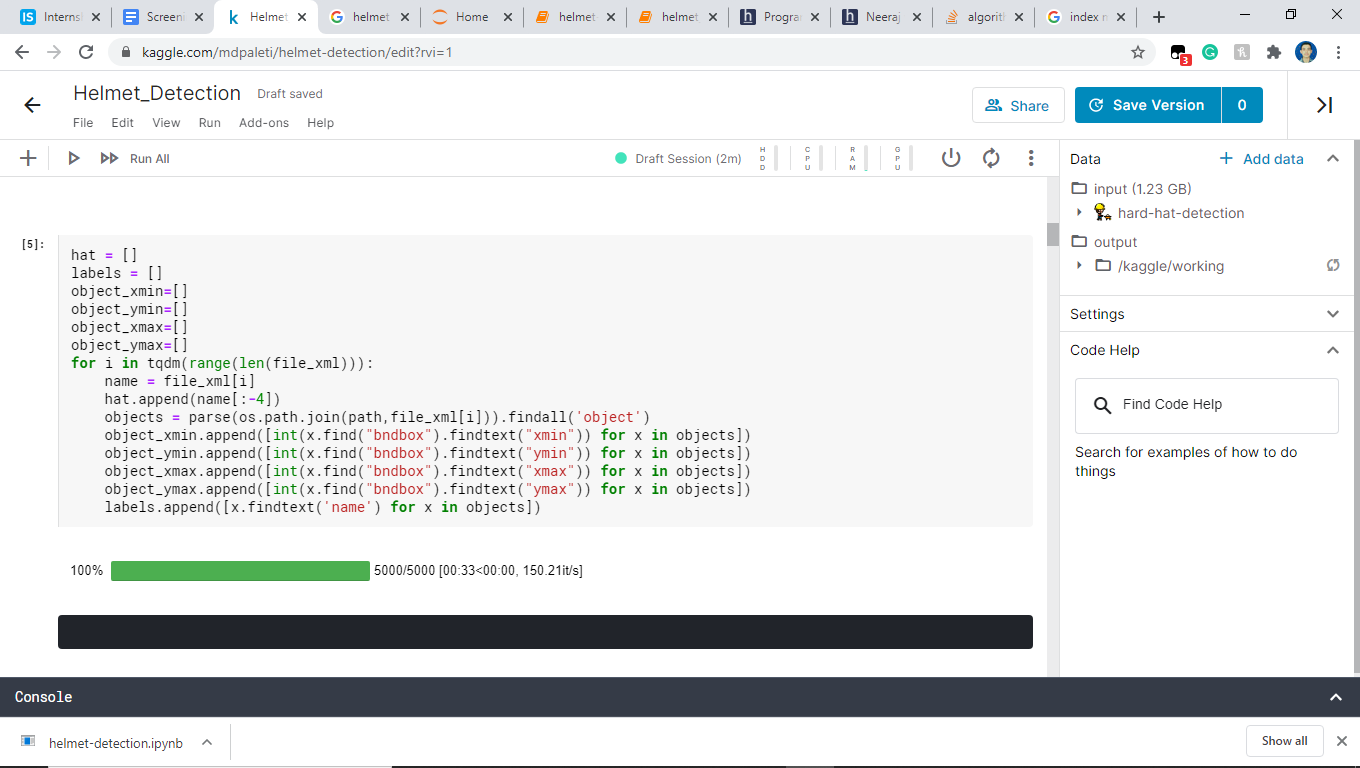 Interns
Screeni
Helmet
helmet
Home
helmet-
helmet
Progra
Neeraj
algorit
index n
kaggle.com/mdpaleti/helmet-detection/edit?rvi=1
3
Helmet_Detection Draft saved
File Edit View Run Add-ons Help
Share
Save Version 0
Run All
Draft Session (2m)
HDD
CPU
RAM
GPU
[5]:
hat = []
labels = []
object_xmin=[]
object_ymin=[]
object_xmax=[]
object_ymax=[]
for i in tqdm(range(len(file_xml))):
    name = file_xml[i]
    hat.append(name[:-4])
    objects = parse(os.path.join(path,file_xml[i])).findall('object')
    object_xmin.append([int(x.find("bndbox").findtext("xmin")) for x in objects])
    object_ymin.append([int(x.find("bndbox").findtext("ymin")) for x in objects])
    object_xmax.append([int(x.find("bndbox").findtext("xmax")) for x in objects])
    object_ymax.append([int(x.find("bndbox").findtext("ymax")) for x in objects])
    labels.append([x.findtext('name') for x in objects])
100% 5000/5000 [00:33<00:00, 150.21it/s]
Data
Add data
input (1.23 GB)
hard-hat-detection
output
/kaggle/working
Settings
Code Help
Find Code Help
Search for examples of how to do
things
Console
helmet-detection.ipynb
Show all